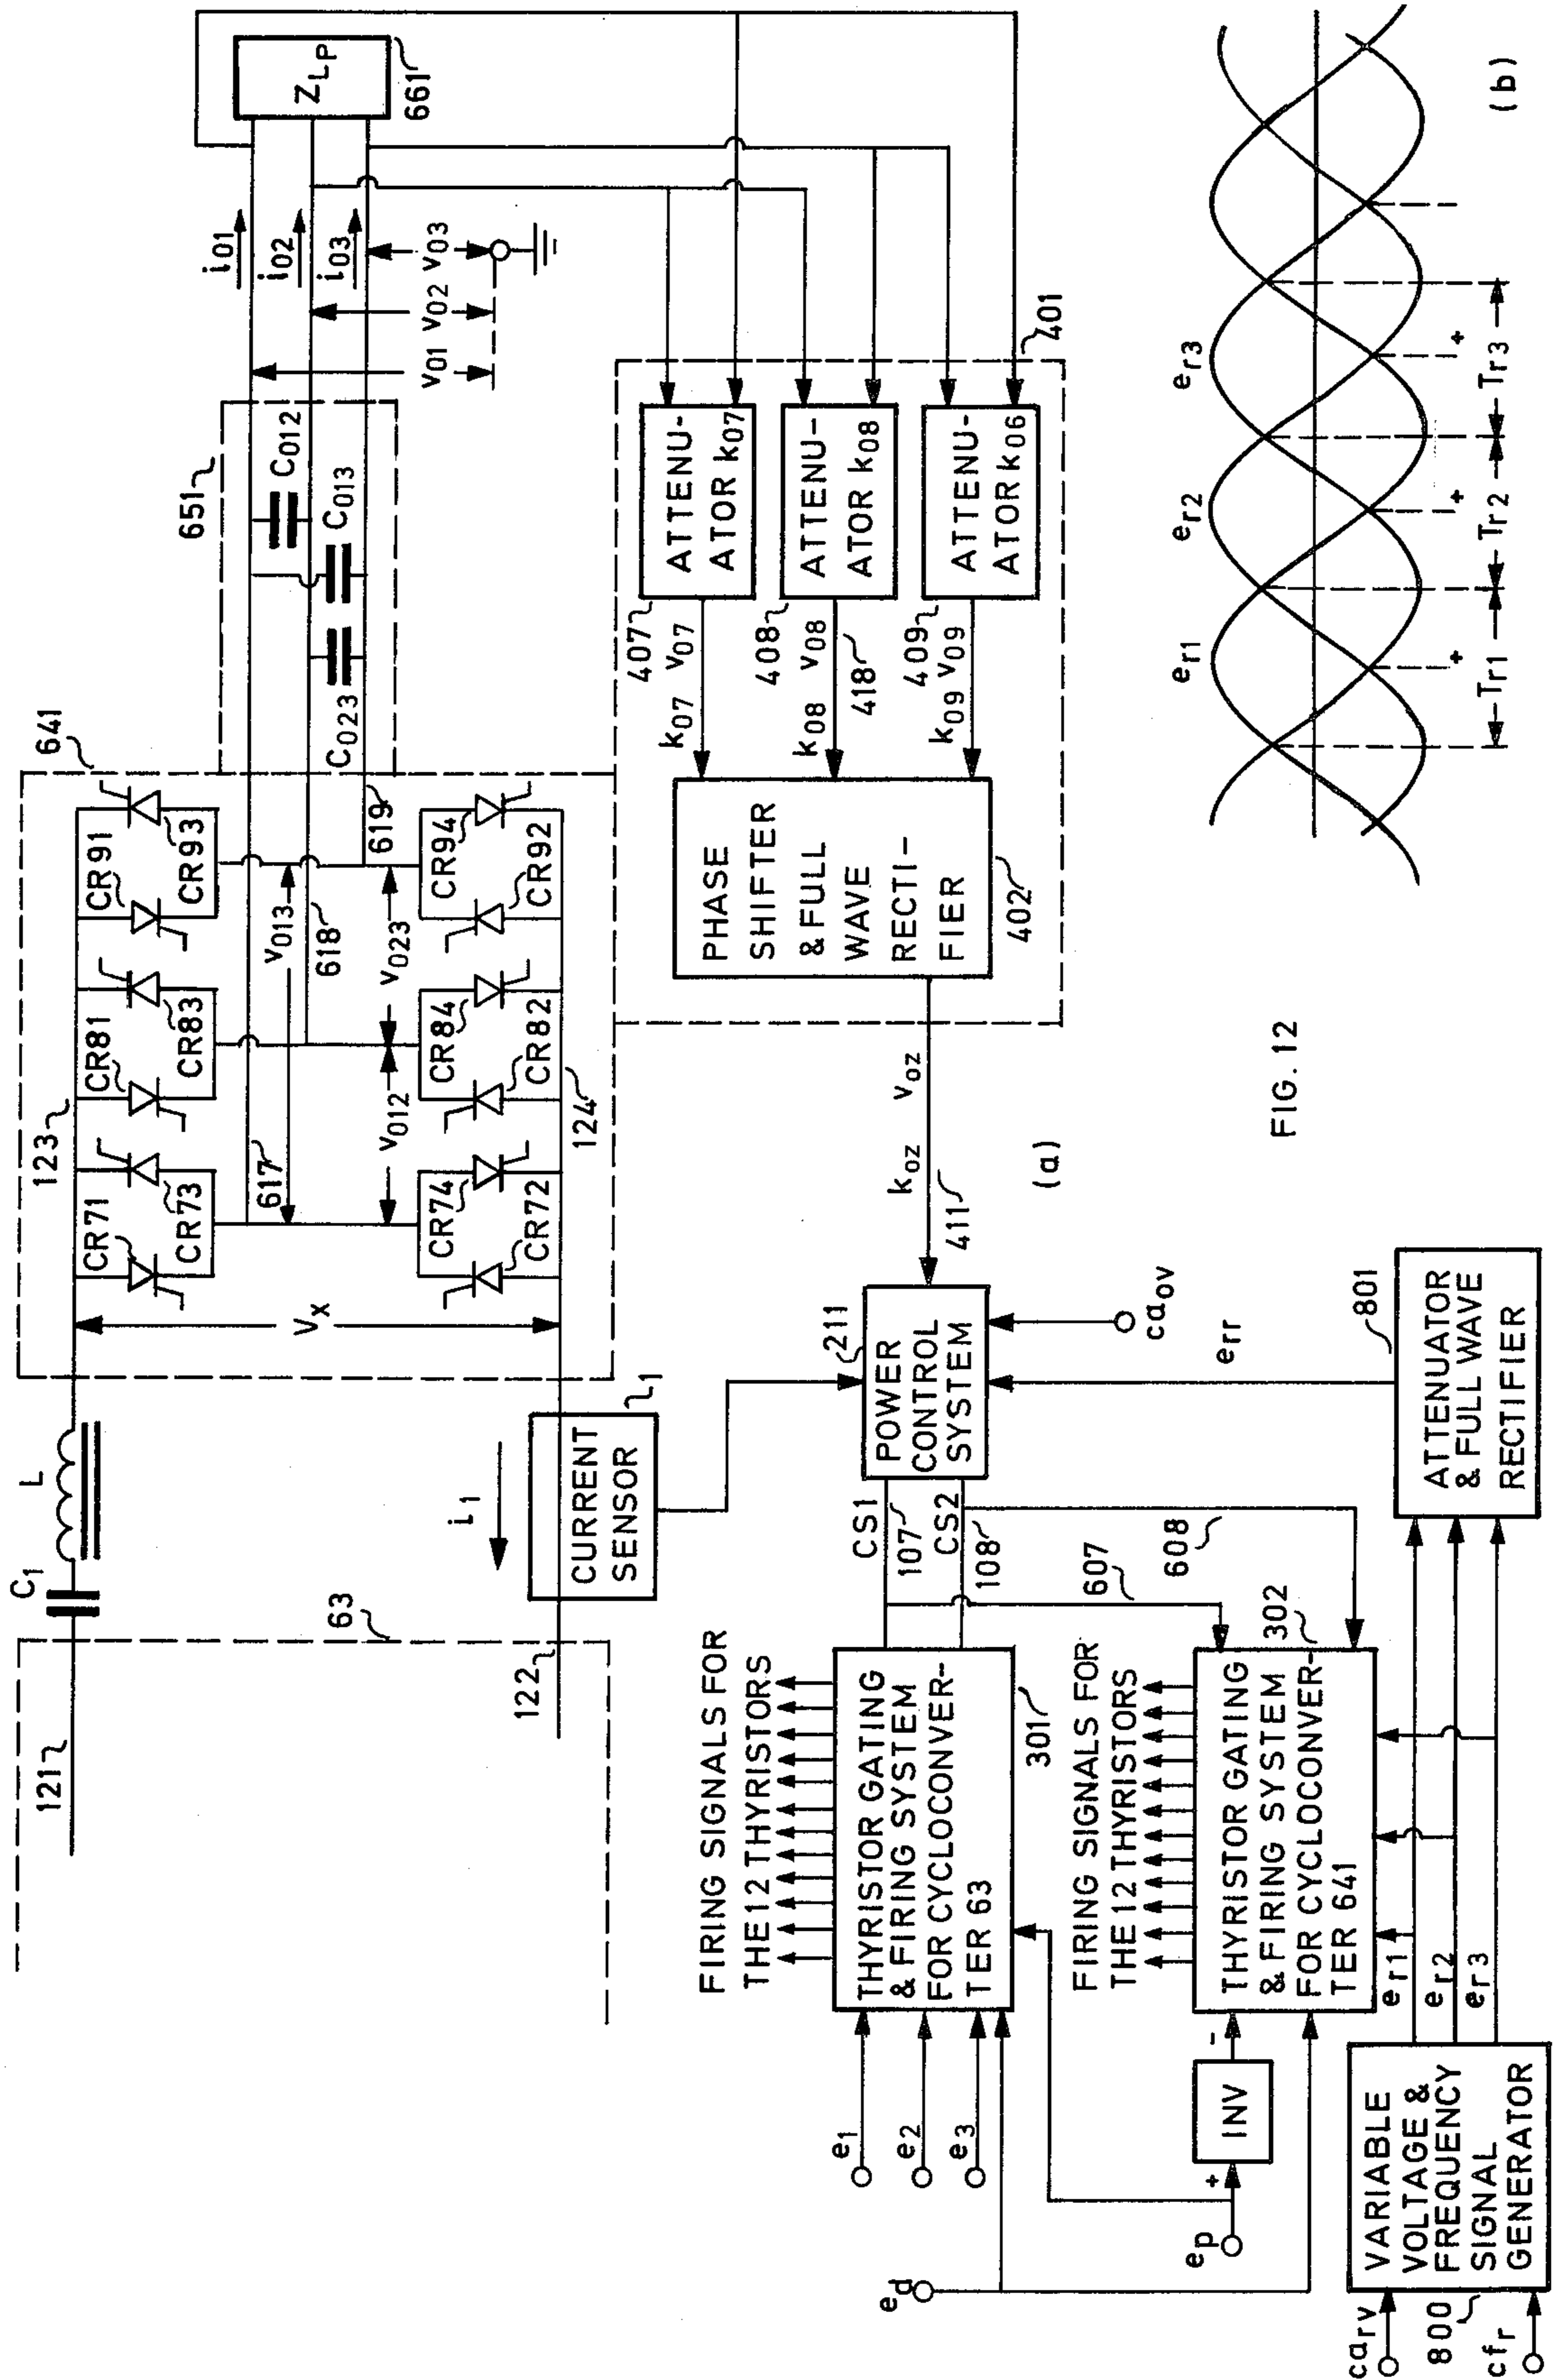 121
C1
L
63
122
i1
CURRENT
SENSOR
1
123
641
VX
CR71
CR73
CR81
CR83
CR91
CR93
617
v013
618
v012
v023
619
CR74
CR72
CR84
CR82
CR94
CR92
124
651
C012
C013
C023
i01
i02
i03
v01
v02
v03
ZLP
661
401
ATTENU-
ATOR k07
407
k07 v07
ATTENU-
ATOR k08
408
k08 v08
418
ATTENU-
ATOR k06
409
k09 v09
PHASE
SHIFTER
& FULL
WAVE
RECTI-
FIER
402
koz voz
411
(a)
POWER
CONTROL
SYSTEM
211
caov
err
CS1
107
CS2
108
607
608
FIRING SIGNALS FOR
THE 12 THYRISTORS
THYRISTOR GATING
& FIRING SYSTEM
FOR CYCLOCONVER-
TER 63
301
e1
e2
e3
FIRING SIGNALS FOR
THE 12 THYRISTORS
THYRISTOR GATING
& FIRING SYSTEM
FOR CYCLOCONVER-
TER 641
302
INV
+
-
ep
ed
er1
er2
er3
ATTENUATOR
& FULL WAVE
RECTIFIER
801
VARIABLE
VOLTAGE &
FREQUENCY
SIGNAL
GENERATOR
800
carv
cfr
er1
er2
er3
+
+
+
Tr1
Tr2
Tr3
(b)
FIG. 12